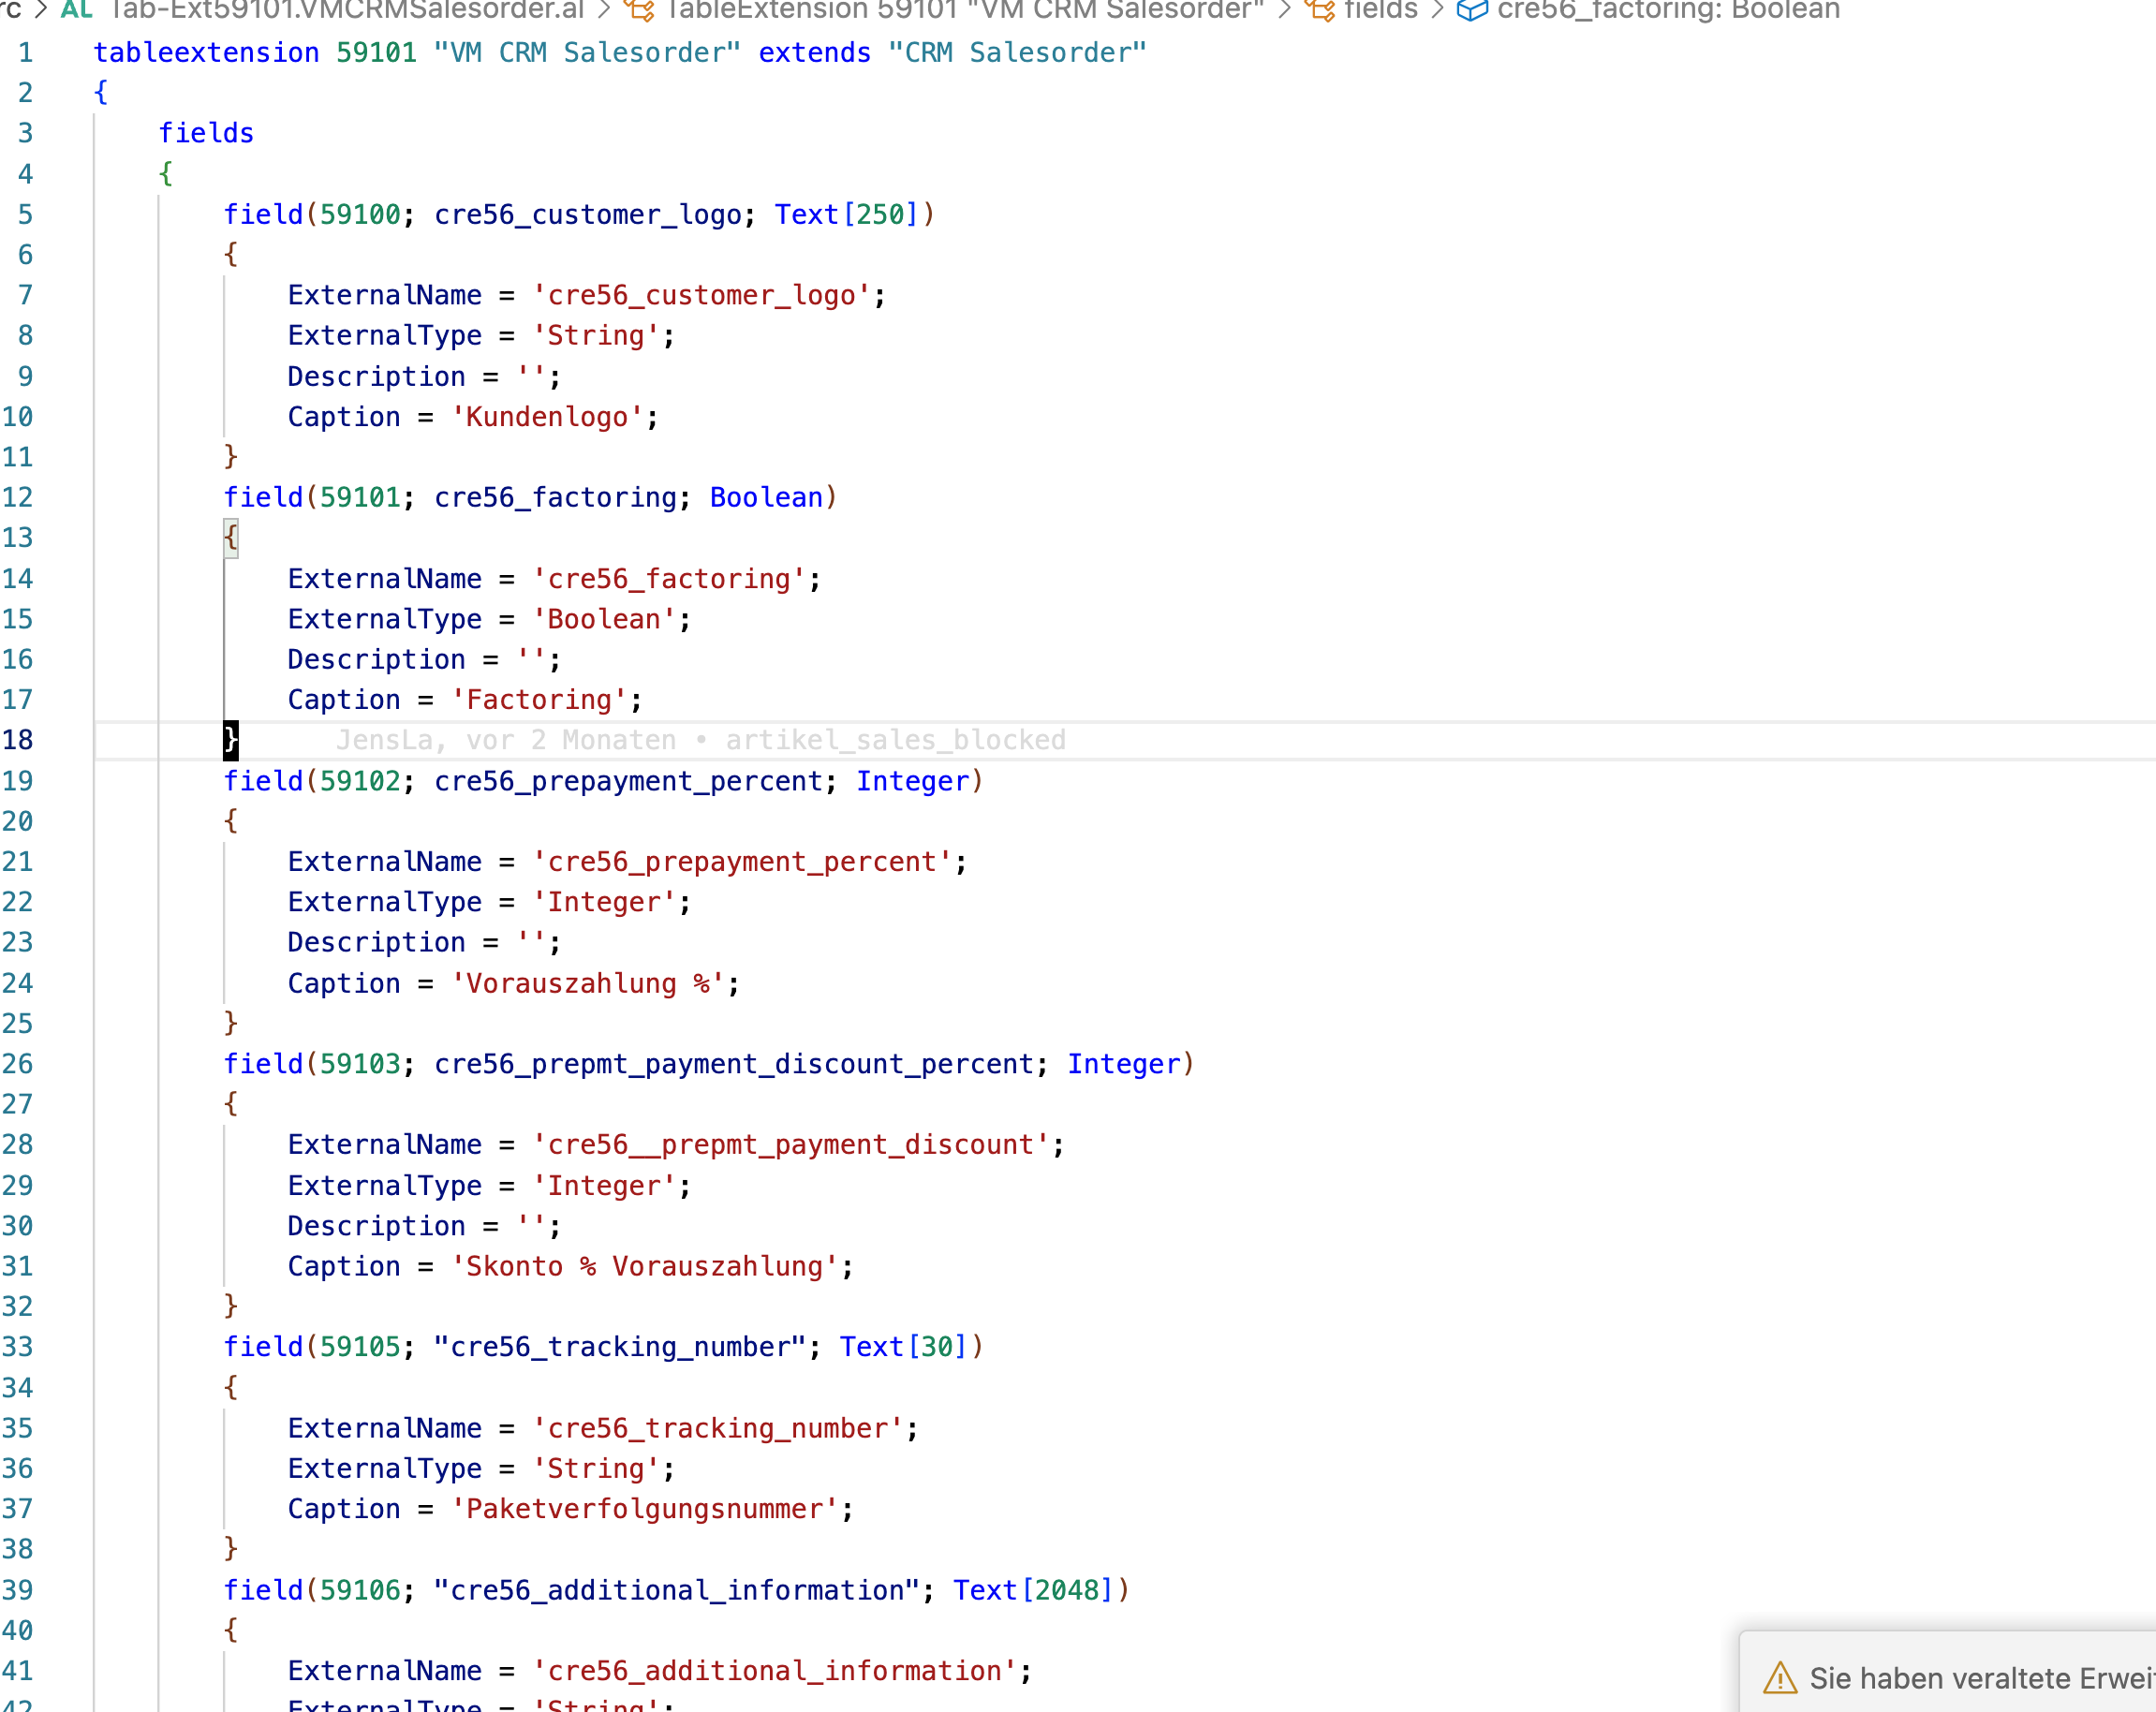 rc > AL Tab-Ext59101.VMCRMSalesorder.al > TableExtension 59101 "VM CRM Salesorder" > fields > cre56_factoring: Boolean
1 tableextension 59101 "VM CRM Salesorder" extends "CRM Salesorder"
2 {
3 fields
4 {
5 field(59100; cre56_customer_logo; Text[250])
6 {
7 ExternalName = 'cre56_customer_logo';
8 ExternalType = 'String';
9 Description = '';
10 Caption = 'Kundenlogo';
11 }
12 field(59101; cre56_factoring; Boolean)
13 {
14 ExternalName = 'cre56_factoring';
15 ExternalType = 'Boolean';
16 Description = '';
17 Caption = 'Factoring';
18 } JensLa, vor 2 Monaten • artikel_sales_blocked
19 field(59102; cre56_prepayment_percent; Integer)
20 {
21 ExternalName = 'cre56_prepayment_percent';
22 ExternalType = 'Integer';
23 Description = '';
24 Caption = 'Vorauszahlung %';
25 }
26 field(59103; cre56_prepmt_payment_discount_percent; Integer)
27 {
28 ExternalName = 'cre56__prepmt_payment_discount';
29 ExternalType = 'Integer';
30 Description = '';
31 Caption = 'Skonto % Vorauszahlung';
32 }
33 field(59105; "cre56_tracking_number"; Text[30])
34 {
35 ExternalName = 'cre56_tracking_number';
36 ExternalType = 'String';
37 Caption = 'Paketverfolgungsnummer';
38 }
39 field(59106; "cre56_additional_information"; Text[2048])
40 {
41 ExternalName = 'cre56_additional_information';
42 ExternalType = 'String';
Sie haben veraltete Erwei